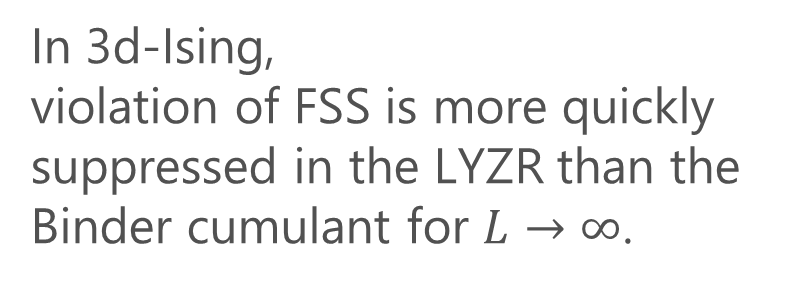 In 3d-Ising,
violation of FSS is more quickly
suppressed in the LYZR than the
Binder cumulant for L → ∞.